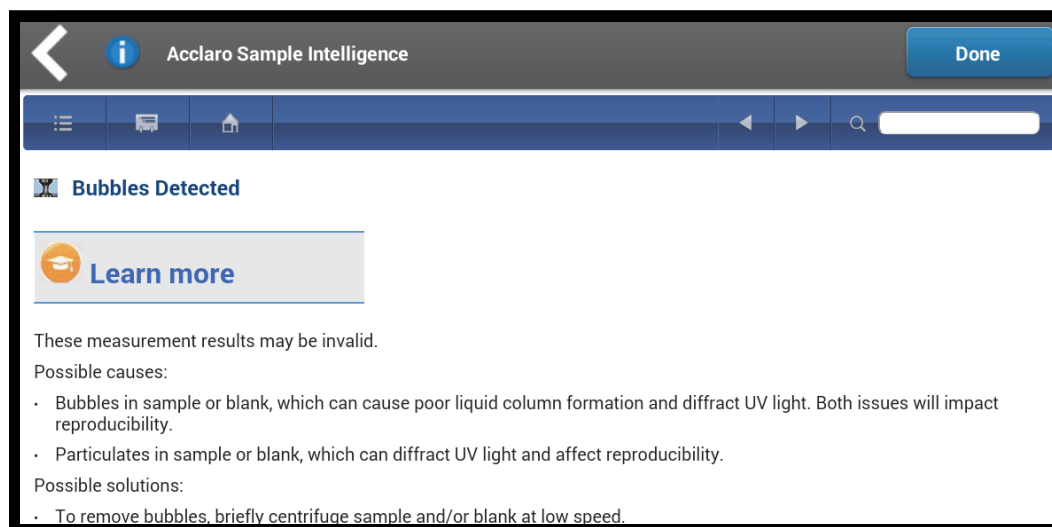 Acclaro Sample Intelligence
Done
Bubbles Detected
Learn more
These measurement results may be invalid.
Possible causes:
· Bubbles in sample or blank, which can cause poor liquid column formation and diffract UV light. Both issues will impact
reproducibility.
· Particulates in sample or blank, which can diffract UV light and affect reproducibility.
Possible solutions:
· To remove bubbles, briefly centrifuge sample and/or blank at low speed.